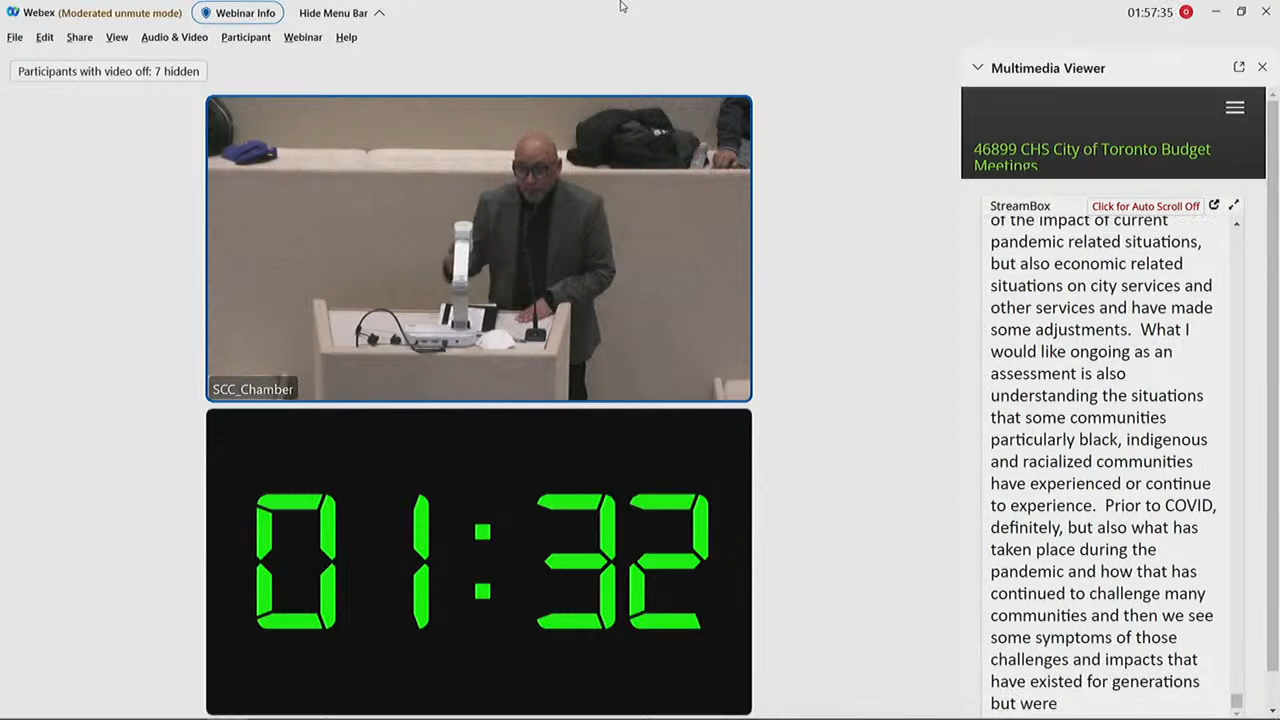 Webex (Moderated unmute mode) Webinar Info Hide Menu Bar 01:57:35
File Edit Share View Audio & Video Participant Webinar Help
Participants with video off: 7 hidden
SCC_Chamber
01:32
Multimedia Viewer
46899 CHS City of Toronto Budget
Meetings
StreamBox Click for Auto Scroll Off
of the impact of current
pandemic related situations,
but also economic related
situations on city services and
other services and have made
some adjustments. What I
would like ongoing as an
assessment is also
understanding the situations
that some communities
particularly black, indigenous
and racialized communities
have experienced or continue
to experience. Prior to COVID,
definitely, but also what has
taken place during the
pandemic and how that has
continued to challenge many
communities and then we see
some symptoms of those
challenges and impacts that
have existed for generations
but were